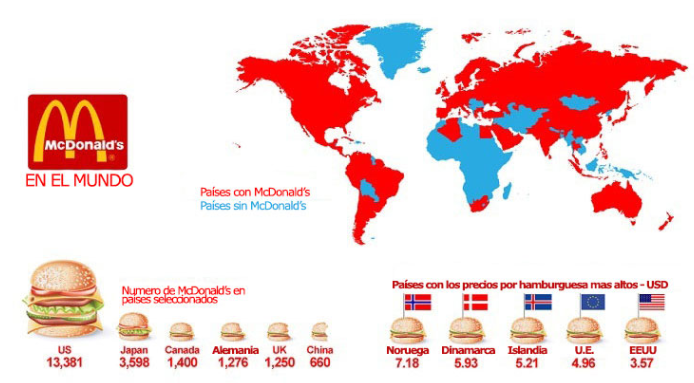 McDonald's
EN EL MUNDO
Países con McDonald's
Países sin McDonald's
Numero de McDonald's en
países seleccionados
US
13,381
Japan
3,598
Canada
1,400
Alemania
1,276
UK
1,250
China
660
Países con los precios por hamburguesa mas altos - USD
Noruega
7.18
Dinamarca
5.93
Islandia
5.21
U.E.
4.96
EEUU
3.57